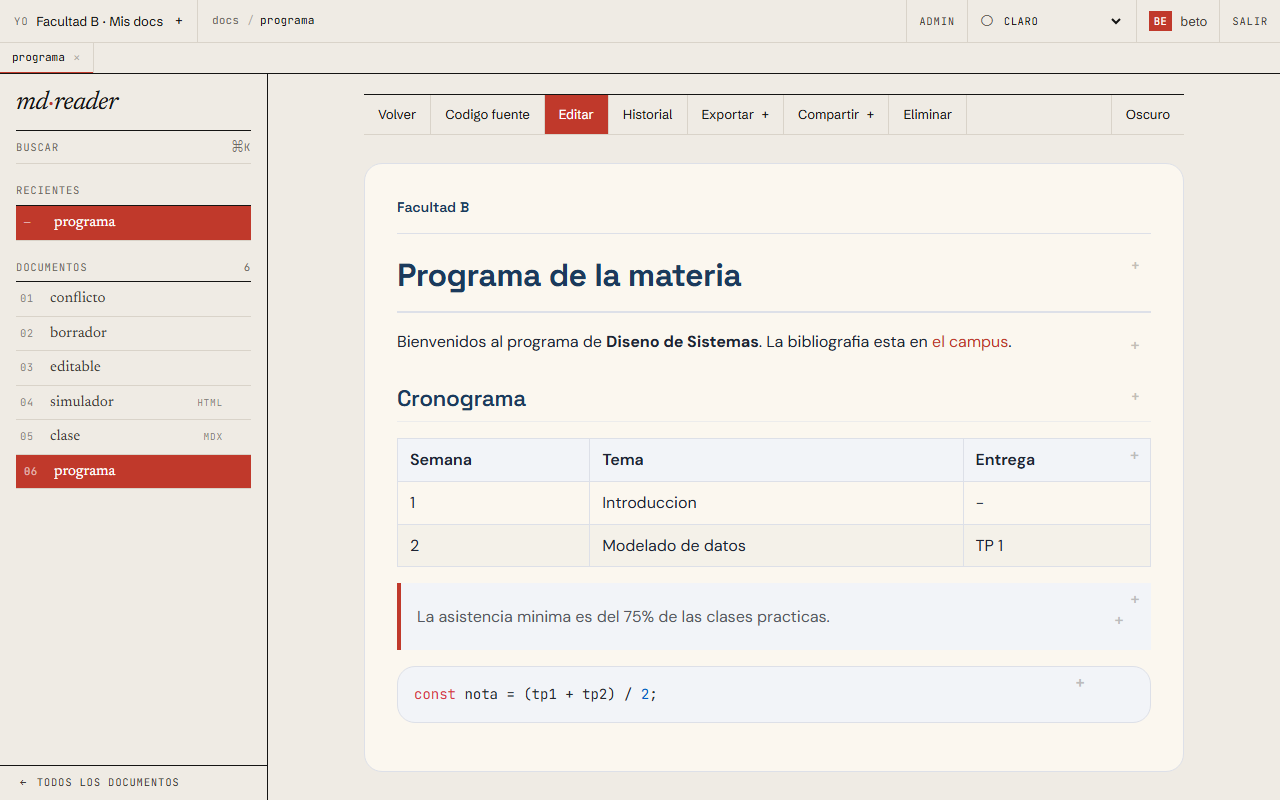 YO Facultad B · Mis docs +
docs / programa
ADMIN
CLARO
BE beto
SALIR
programa ×
md·reader
BUSCAR ⌘K
RECIENTES
– programa
DOCUMENTOS 6
01 conflicto
02 borrador
03 editable
04 simulador HTML
05 clase MDX
06 programa
← TODOS LOS DOCUMENTOS
Volver Codigo fuente Editar Historial Exportar + Compartir + Eliminar Oscuro
Facultad B
Programa de la materia +
Bienvenidos al programa de Diseno de Sistemas. La bibliografia esta en el campus. +
Cronograma +
Semana Tema Entrega +
1 Introduccion –
2 Modelado de datos TP 1
+
La asistencia minima es del 75% de las clases practicas. +
const nota = (tp1 + tp2) / 2; +